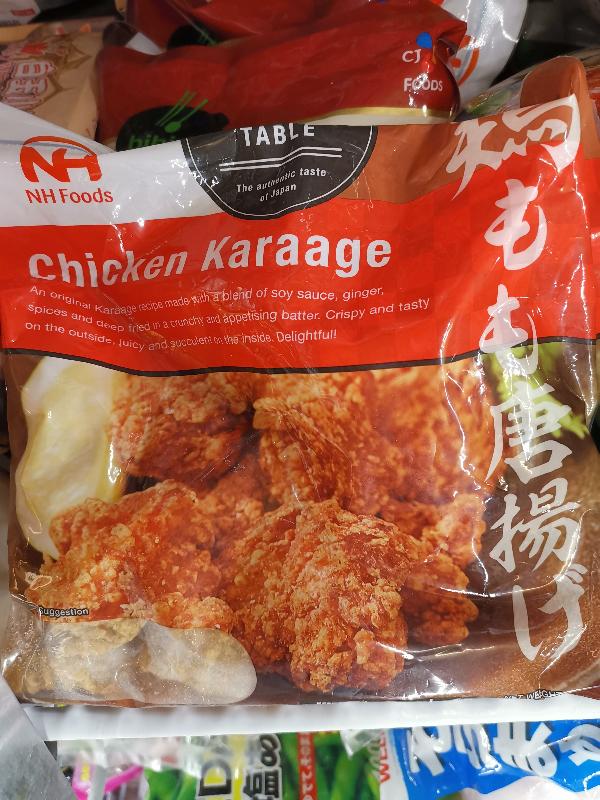 CJ
FOODS
NH
NH Foods
TABLE
The authentic taste
of Japan
Chicken Karaage
An original Karaage recipe made with a blend of soy sauce, ginger,
spices and deep fried in a crunchy and appetising batter. Crispy and tasty
on the outside, juicy and succulent on the inside. Delightful!
鶏もも唐揚げ
Suggestion